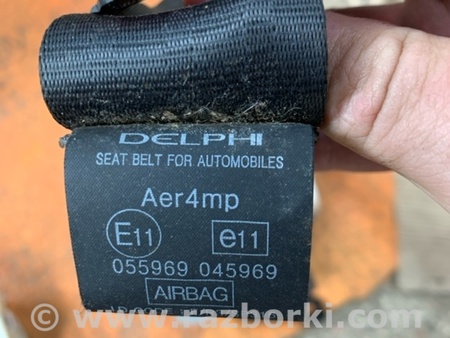 DELPHI
SEAT BELT FOR AUTOMOBILES
Aer4mp
E11 e11
055969 045969
AIRBAG
www.razborki.com